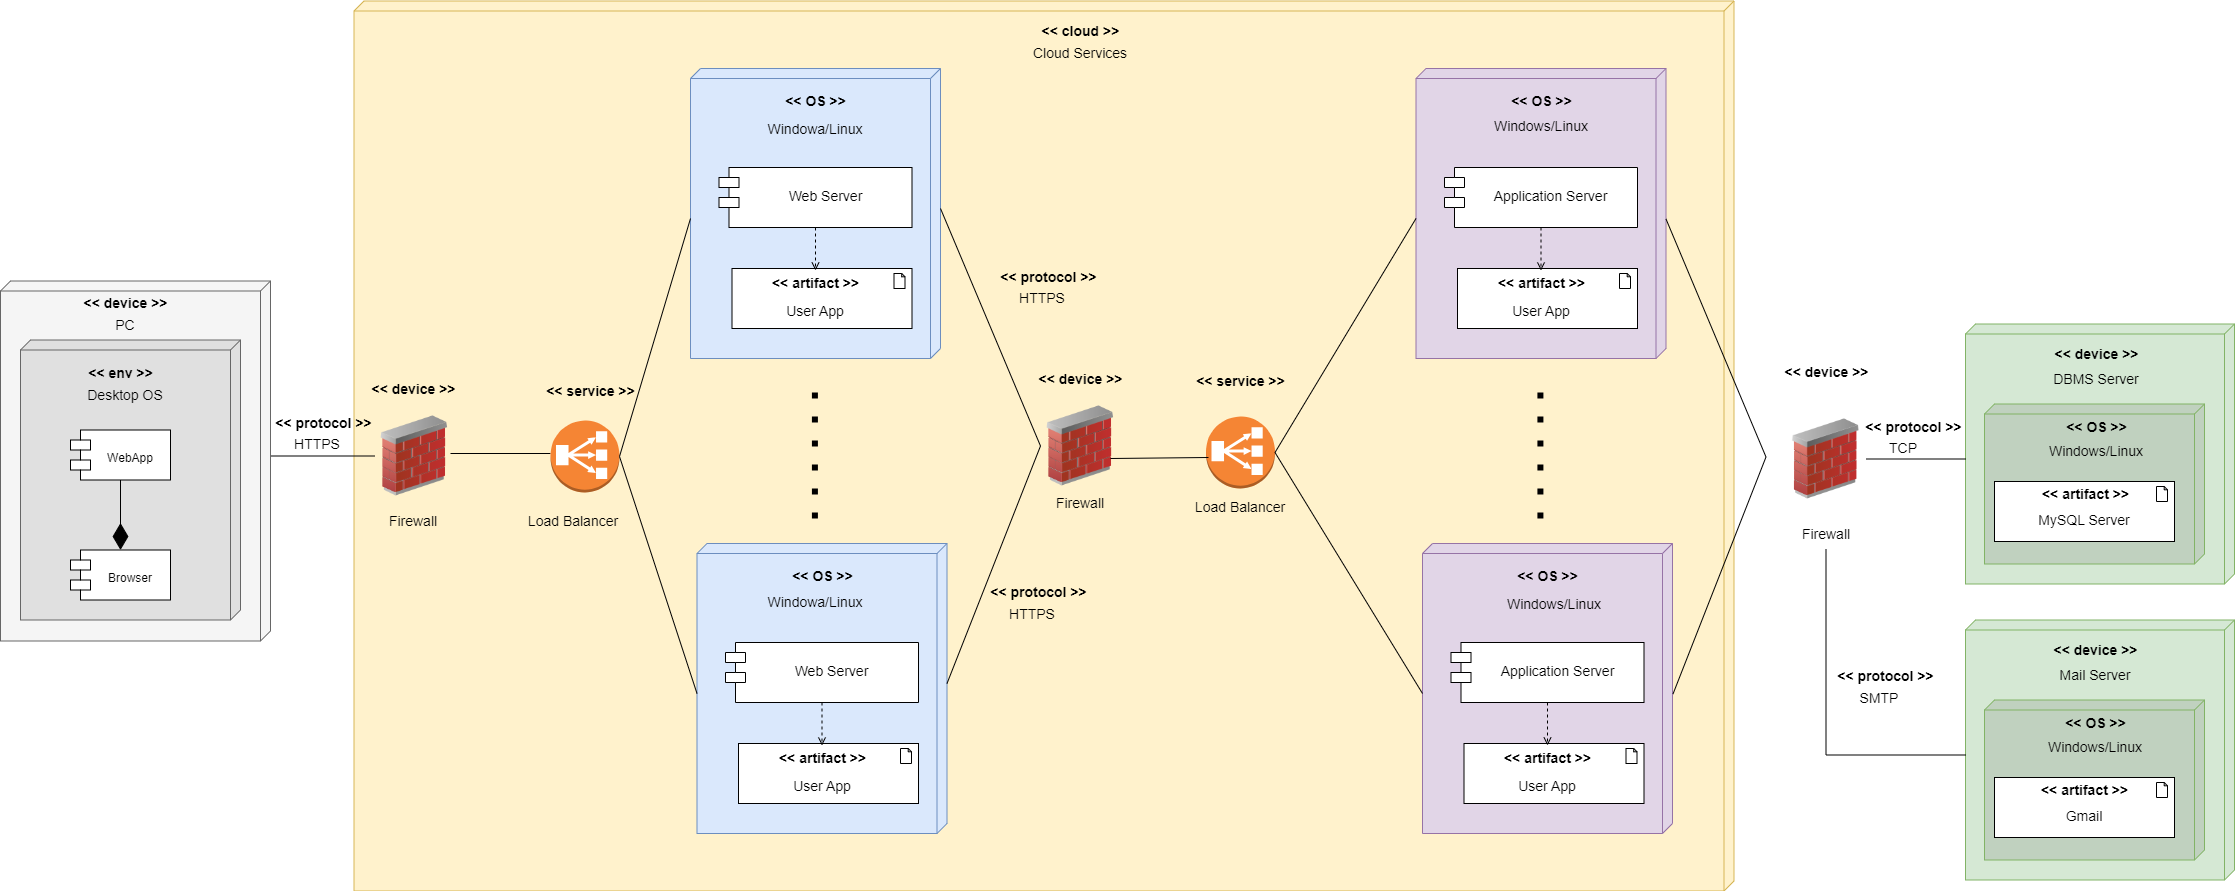 << cloud >>
Cloud Services
<< device >>
PC
<< env >>
Desktop OS
WebApp
Browser
<< protocol >>
HTTPS
<< device >>
Firewall
<< service >>
Load Balancer
<< OS >>
Windowa/Linux
Web Server
<< artifact >>
User App
<< OS >>
Windowa/Linux
Web Server
<< artifact >>
User App
<< protocol >>
HTTPS
<< protocol >>
HTTPS
<< device >>
Firewall
<< service >>
Load Balancer
<< OS >>
Windows/Linux
Application Server
<< artifact >>
User App
<< OS >>
Windows/Linux
Application Server
<< artifact >>
User App
<< device >>
Firewall
<< protocol >>
TCP
<< protocol >>
SMTP
<< device >>
DBMS Server
<< OS >>
Windows/Linux
<< artifact >>
MySQL Server
<< device >>
Mail Server
<< OS >>
Windows/Linux
<< artifact >>
Gmail